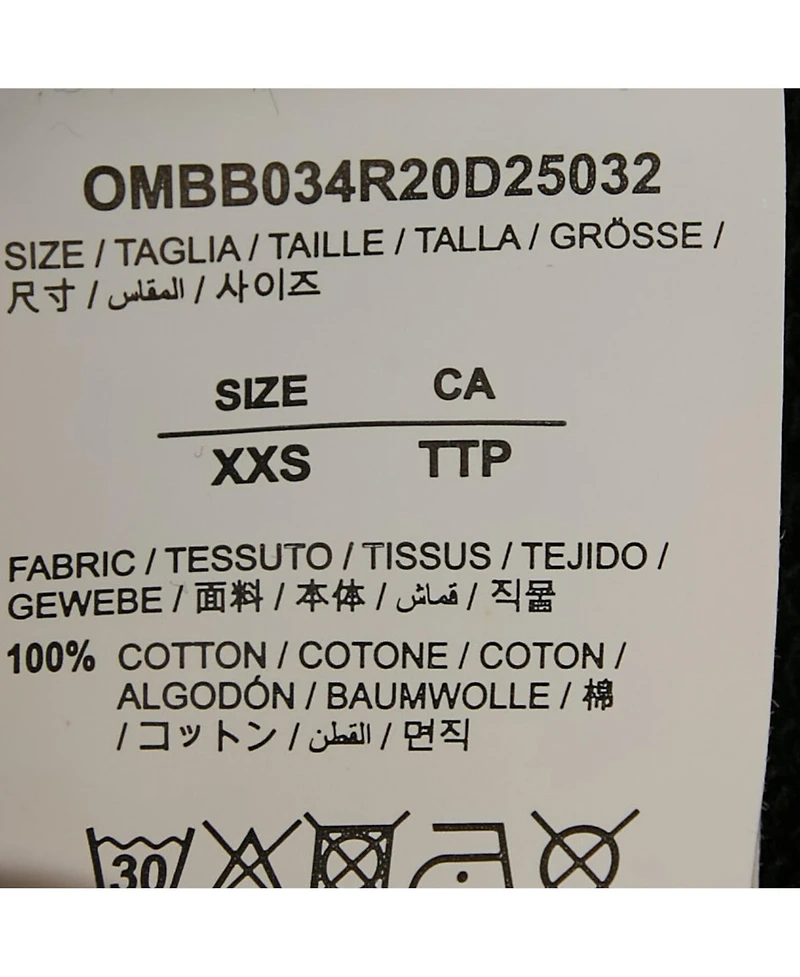 OMBB034R20D25032
SIZE / TAGLIA / TAILLE / TALLA / GRÖSSE /
尺寸 / المقاس / 사이즈
SIZE CA
XXS TTP
FABRIC / TESSUTO / TISSUS / TEJIDO /
GEWEBE / 面料 / 本体 / قماش / 직물
100% COTTON / COTONE / COTON /
ALGODÓN / BAUMWOLLE / 棉
/ コットン / القطن / 면직
30